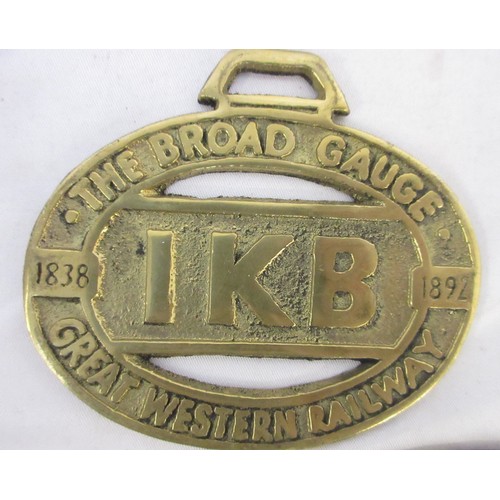 · THE BROAD GAUGE ·
1838
IKB
1892
GREAT WESTERN RAILWAY